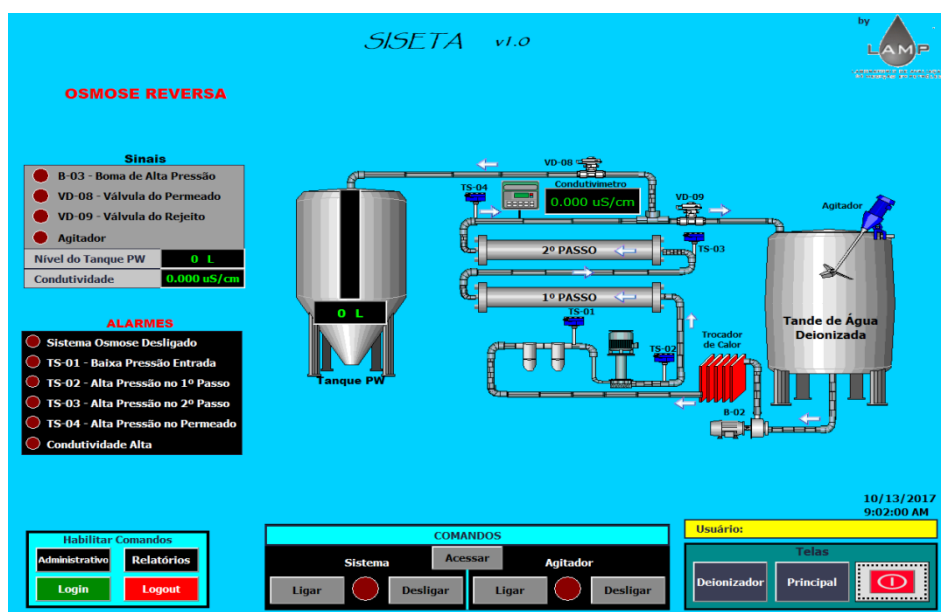 SISETA v1.0
by
LAMP
OSMOSE REVERSA
Sinais
B-03 - Boma de Alta Pressão
VD-08 - Válvula do Permeado
VD-09 - Válvula do Rejeito
Agitador
Nível do Tanque PW 0 L
Condutividade 0.000 uS/cm
ALARMES
Sistema Osmose Desligado
TS-01 - Baixa Pressão Entrada
TS-02 - Alta Pressão no 1º Passo
TS-03 - Alta Pressão no 2º Passo
TS-04 - Alta Pressão no Permeado
Condutividade Alta
VD-08
TS-04
Condutivimetro
0.000 uS/cm
VD-09
Agitador
2º PASSO
TS-03
1º PASSO
0 L
TS-01
Tanque PW
TS-02
Trocador
de Calor
Tande de Água
Deionizada
B-02
10/13/2017
9:02:00 AM
Habilitar Comandos
Administrativo Relatórios
Login Logout
COMANDOS
Acessar
Sistema Agitador
Ligar Desligar Ligar Desligar
Usuário:
Telas
Deionizador Principal